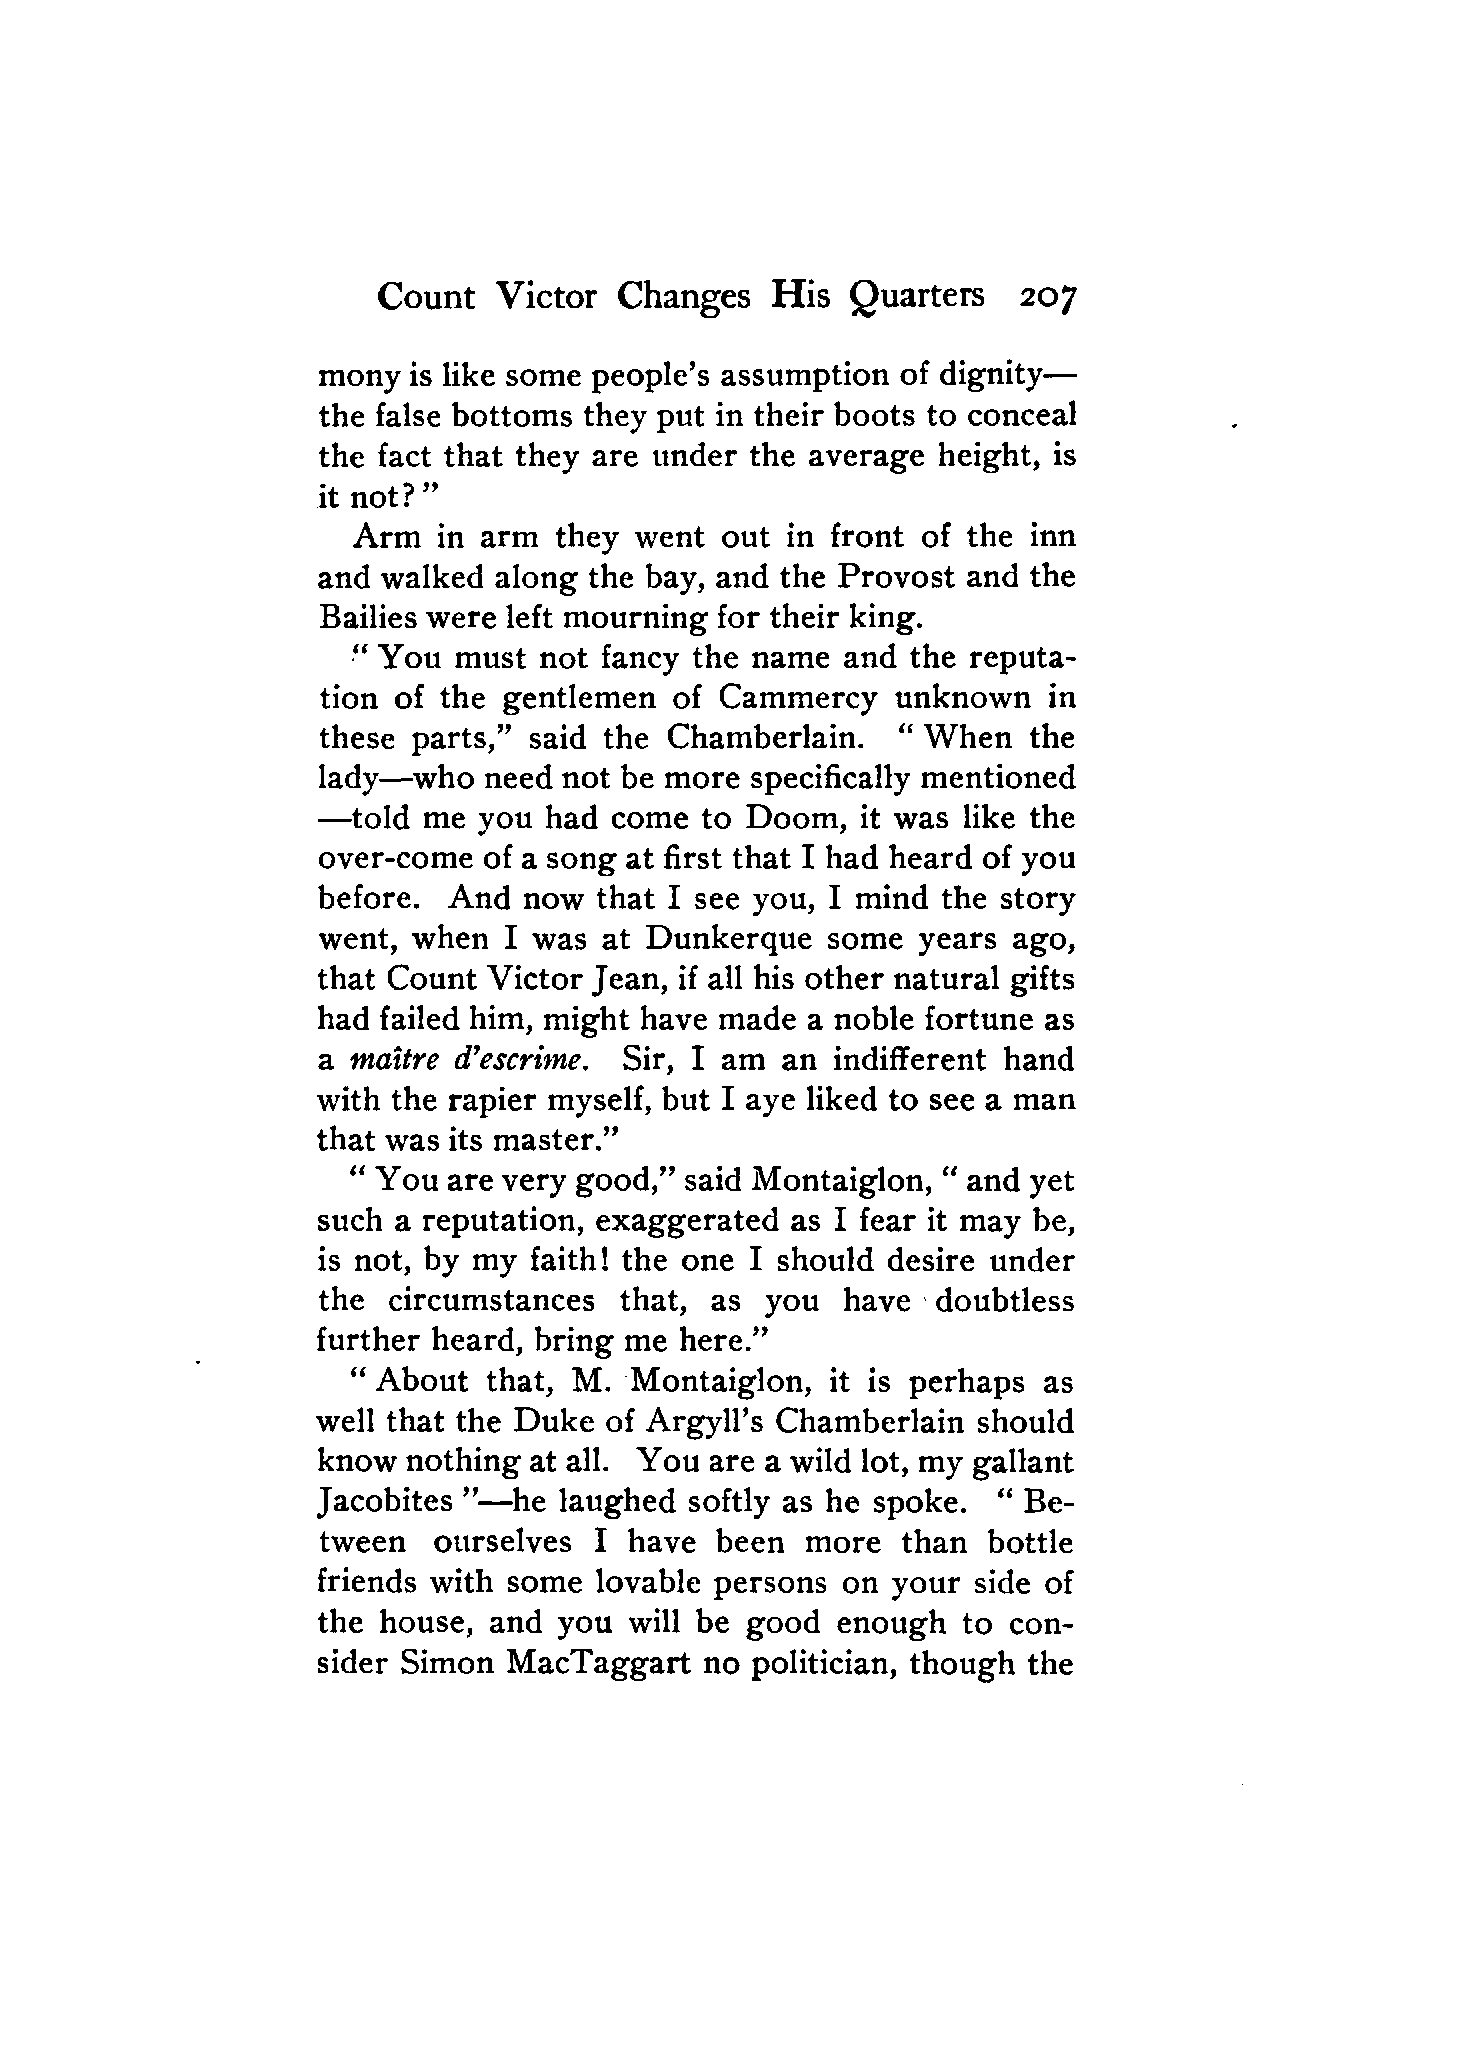 Count Victor Changes His Quarters 207
mony is like some people's assumption of dignity—
the false bottoms they put in their boots to conceal
the fact that they are under the average height, is
it not?"
Arm in arm they went out in front of the inn
and walked along the bay, and the Provost and the
Bailies were left mourning for their king.
"You must not fancy the name and the reputa-
tion of the gentlemen of Cammercy unknown in
these parts," said the Chamberlain. "When the
lady—who need not be more specifically mentioned
—told me you had come to Doom, it was like the
over-come of a song at first that I had heard of you
before. And now that I see you, I mind the story
went, when I was at Dunkerque some years ago,
that Count Victor Jean, if all his other natural gifts
had failed him, might have made a noble fortune as
a maître d'escrime. Sir, I am an indifferent hand
with the rapier myself, but I aye liked to see a man
that was its master."
"You are very good," said Montaiglon, "and yet
such a reputation, exaggerated as I fear it may be,
is not, by my faith! the one I should desire under
the circumstances that, as you have doubtless
further heard, bring me here."
"About that, M. Montaiglon, it is perhaps as
well that the Duke of Argyll's Chamberlain should
know nothing at all. You are a wild lot, my gallant
Jacobites"—he laughed softly as he spoke. "Be-
tween ourselves I have been more than bottle
friends with some lovable persons on your side of
the house, and you will be good enough to con-
sider Simon MacTaggart no politician, though the